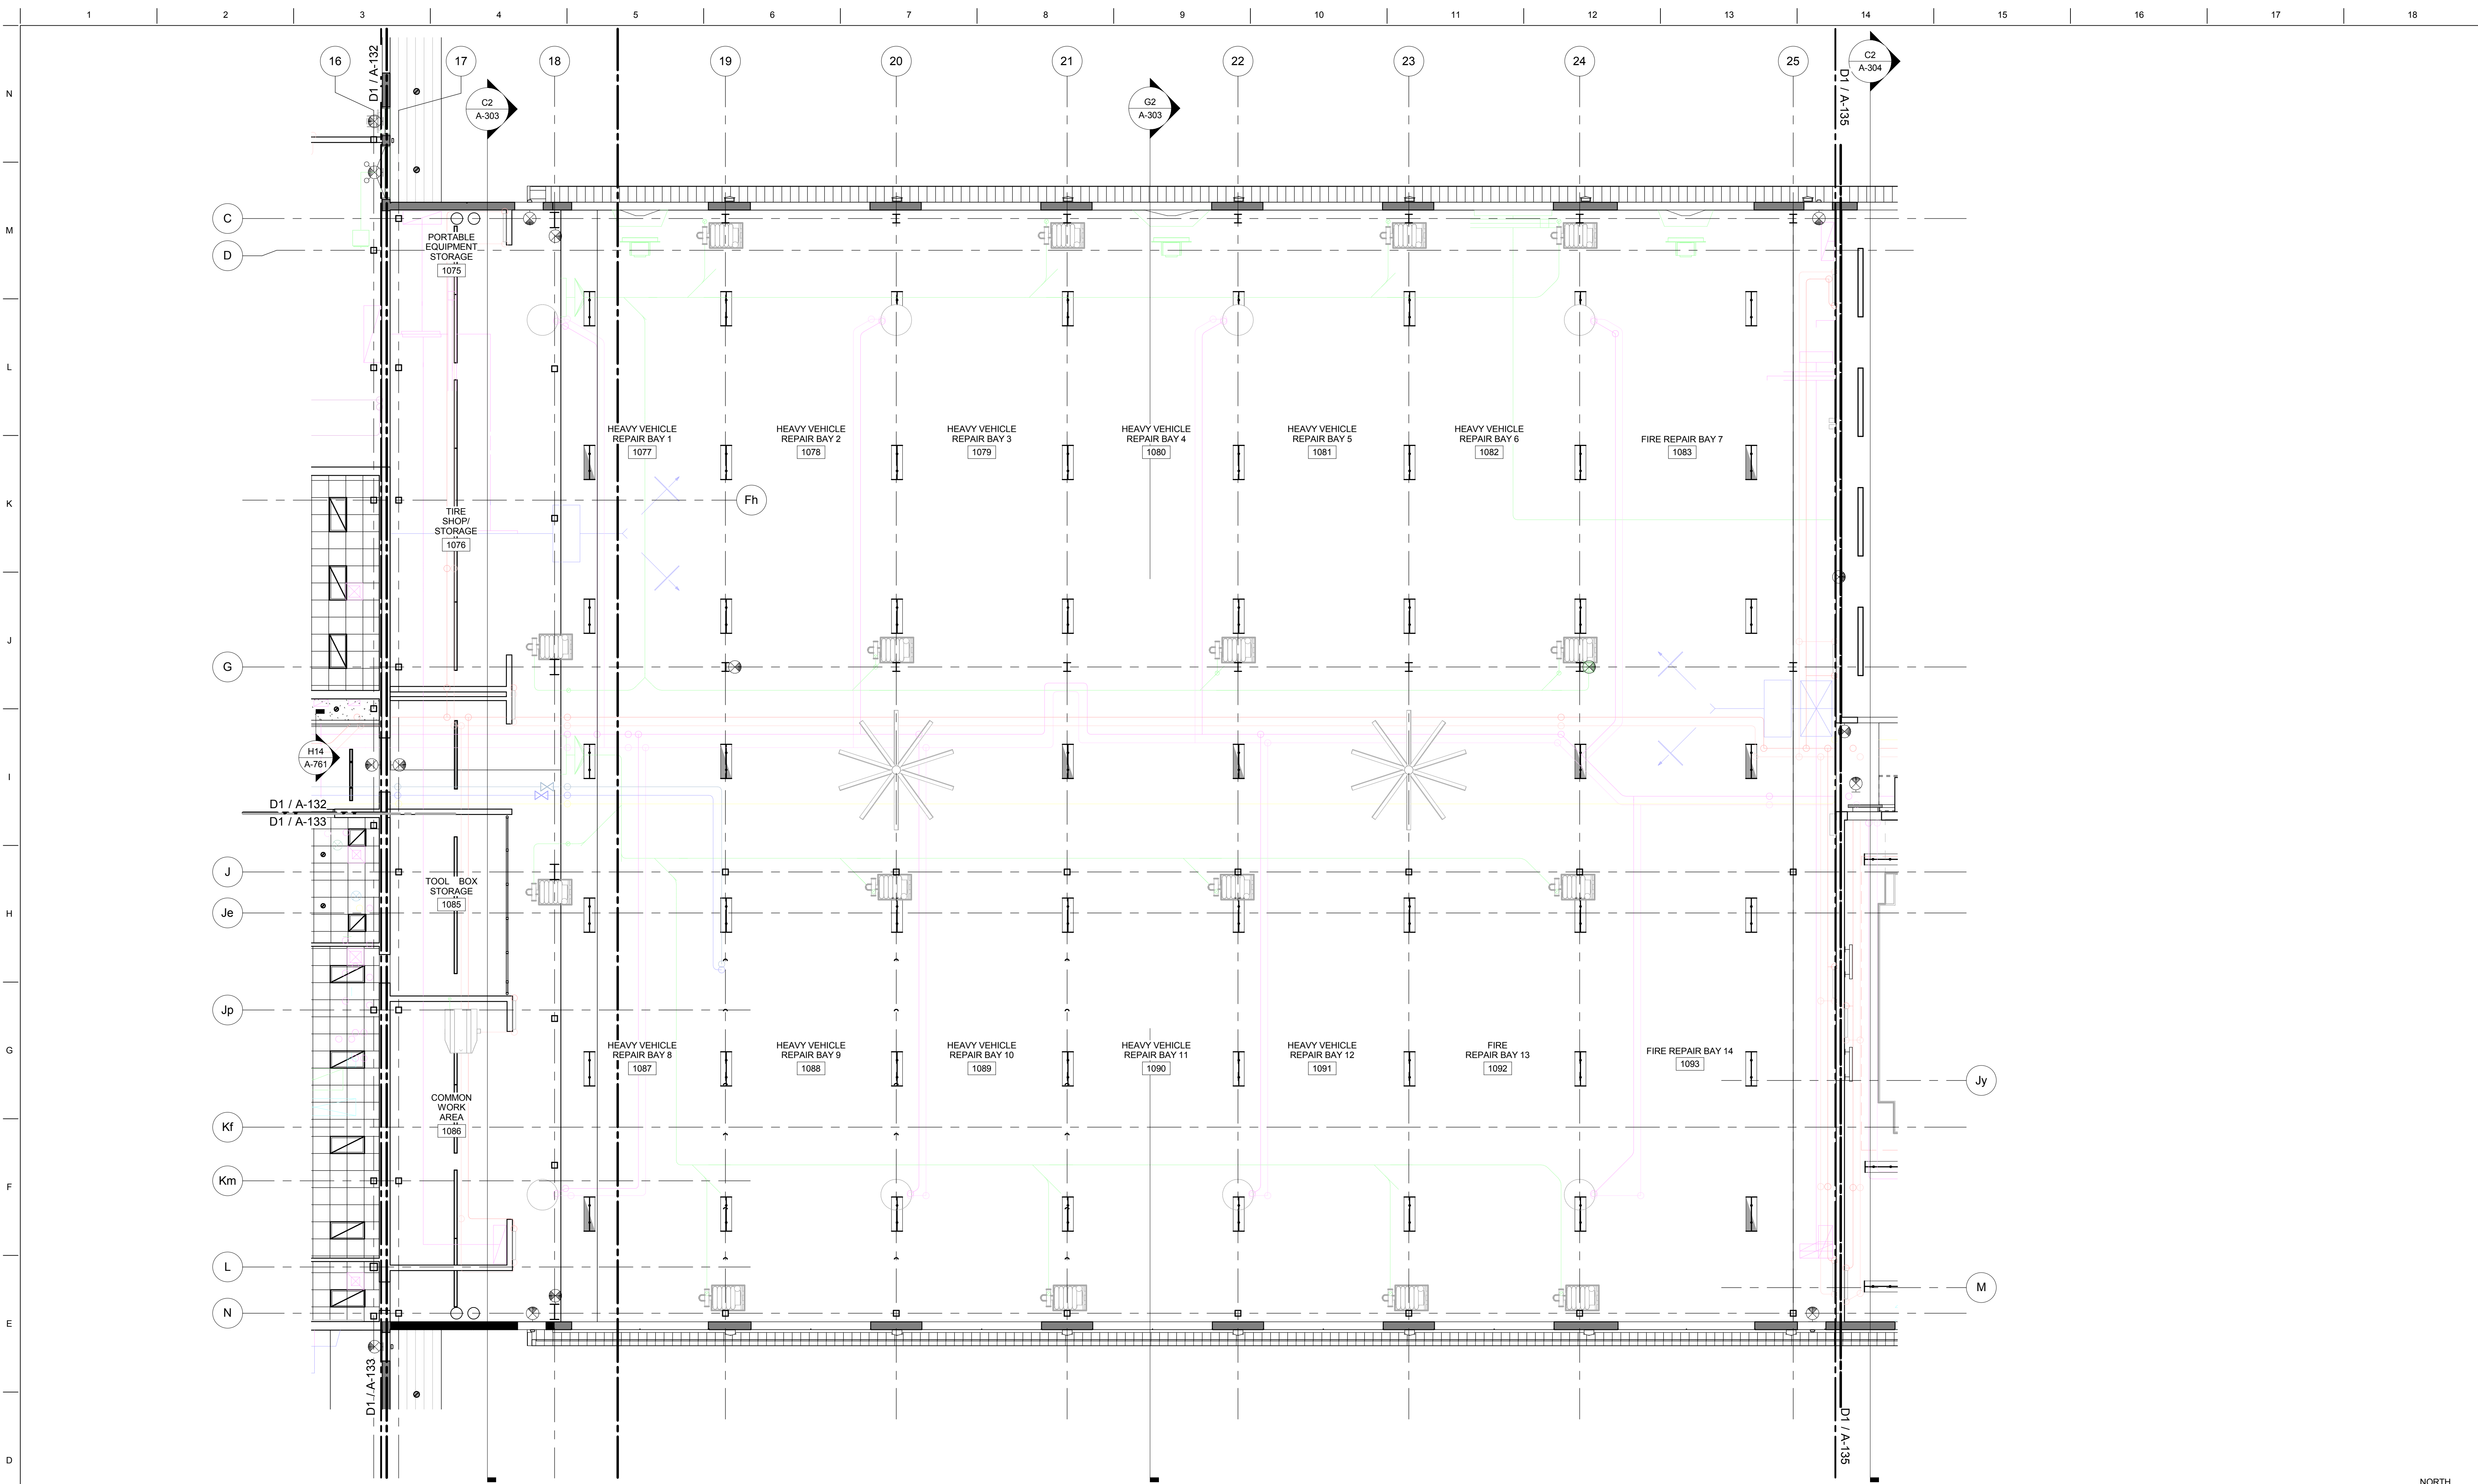 1 2 3 4 5 6 7 8 9 10 11 12 13 14 15 16 17 18
N
M
L
K
J
I
H
G
F
E
D
16 17 18 19 20 21 22 23 24 25
D1 / A-132
D1 / A-135
C2
A-303
G2
A-303
C2
A-304
C
D
Fh
G
J
Je
Jp
Kf
Km
L
N
Jy
M
PORTABLE
EQUIPMENT
STORAGE
1075
HEAVY VEHICLE
REPAIR BAY 1
1077
HEAVY VEHICLE
REPAIR BAY 2
1078
HEAVY VEHICLE
REPAIR BAY 3
1079
HEAVY VEHICLE
REPAIR BAY 4
1080
HEAVY VEHICLE
REPAIR BAY 5
1081
HEAVY VEHICLE
REPAIR BAY 6
1082
FIRE REPAIR BAY 7
1083
TIRE
SHOP/
STORAGE
1076
H14
A-761
D1 / A-132
D1 / A-133
TOOL BOX
STORAGE
1085
HEAVY VEHICLE
REPAIR BAY 8
1087
HEAVY VEHICLE
REPAIR BAY 9
1088
HEAVY VEHICLE
REPAIR BAY 10
1089
HEAVY VEHICLE
REPAIR BAY 11
1090
HEAVY VEHICLE
REPAIR BAY 12
1091
FIRE
REPAIR BAY 13
1092
FIRE REPAIR BAY 14
1093
COMMON
WORK
AREA
1086
D1 / A-133
D1 / A-135
NORTH